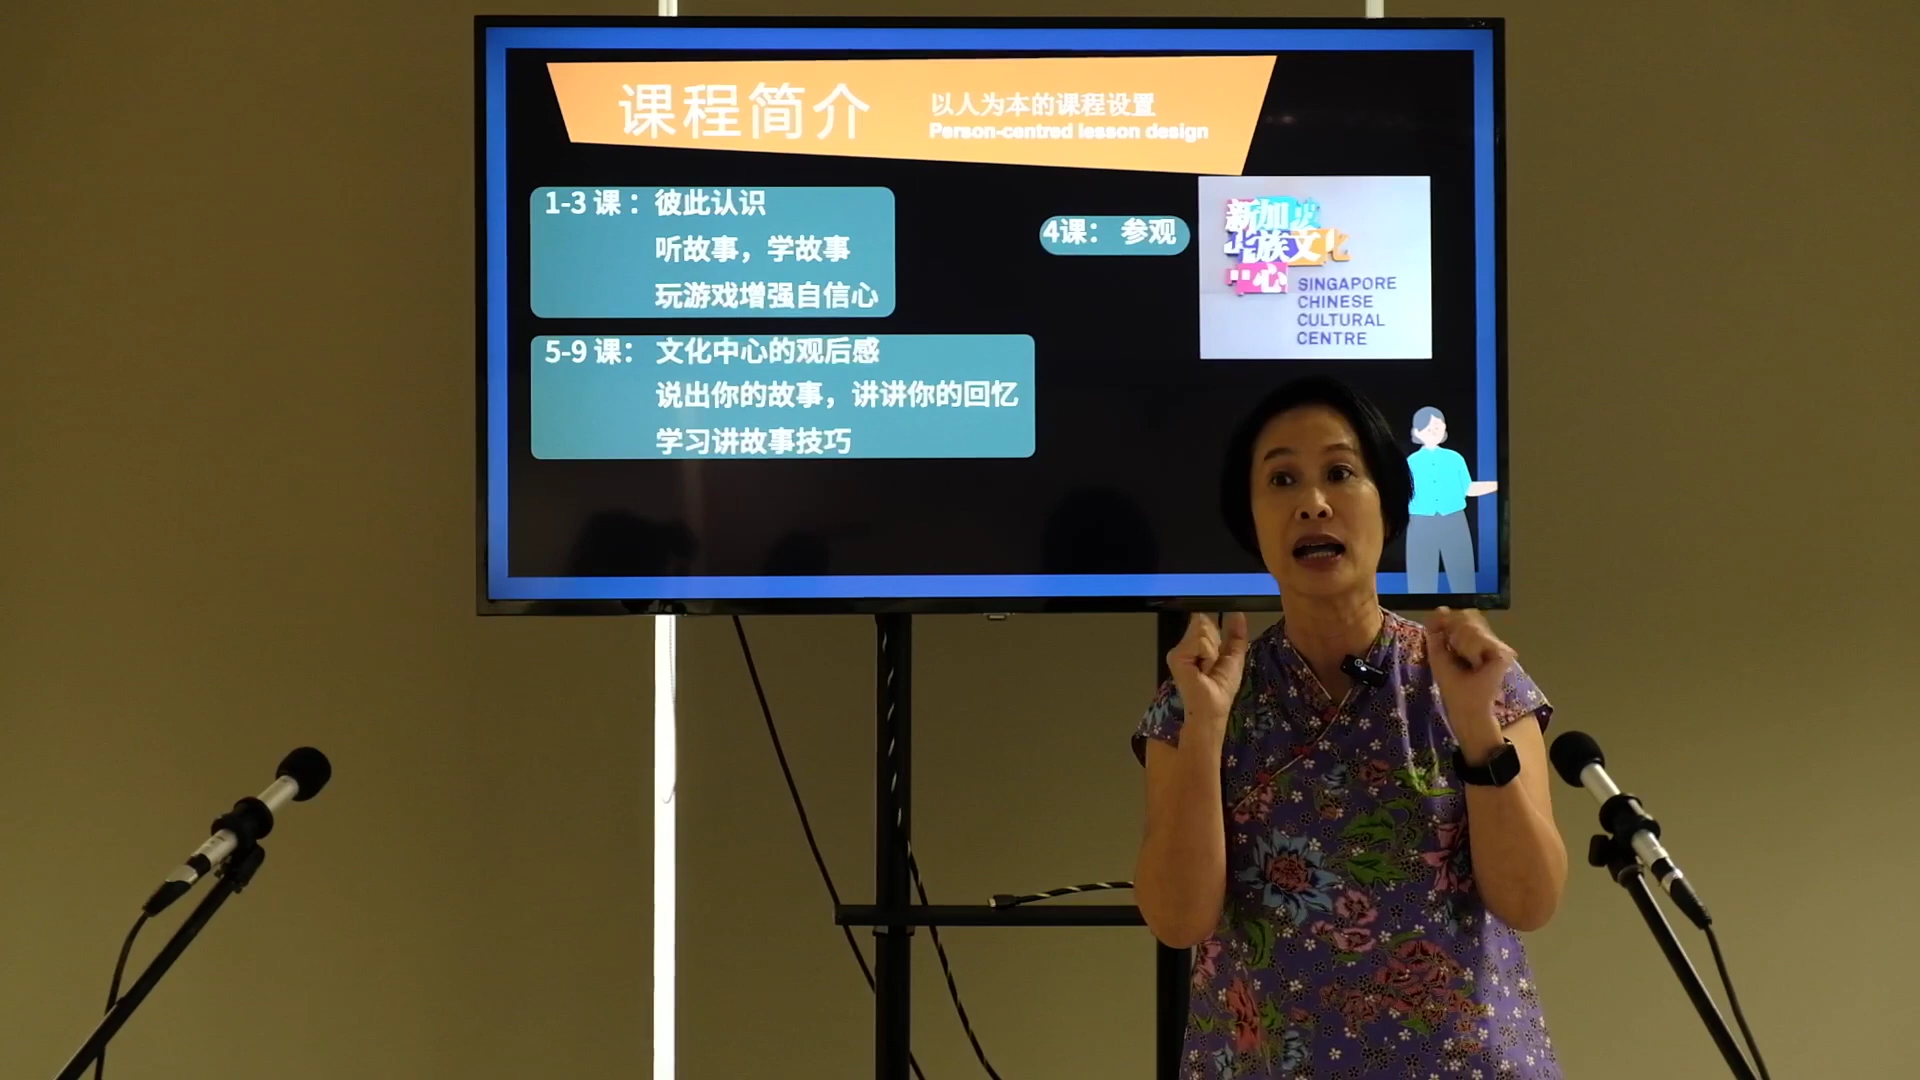 课程简介
以人为本的课程设置
Person-centred lesson design
1-3 课： 彼此认识
听故事，学故事
玩游戏增强自信心
4课： 参观
新加坡
华族文化
中心
SINGAPORE
CHINESE
CULTURAL
CENTRE
5-9 课： 文化中心的观后感
说出你的故事，讲讲你的回忆
学习讲故事技巧